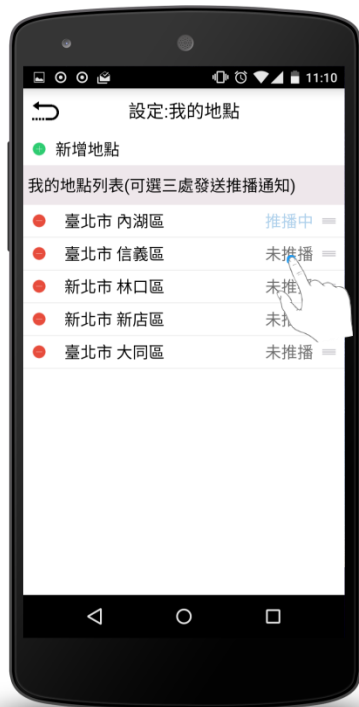 11:10
設定:我的地點
新增地點
我的地點列表(可選三處發送推播通知)
臺北市 內湖區 推播中
臺北市 信義區 未推播
新北市 林口區 未推
新北市 新店區 未
臺北市 大同區 未推播